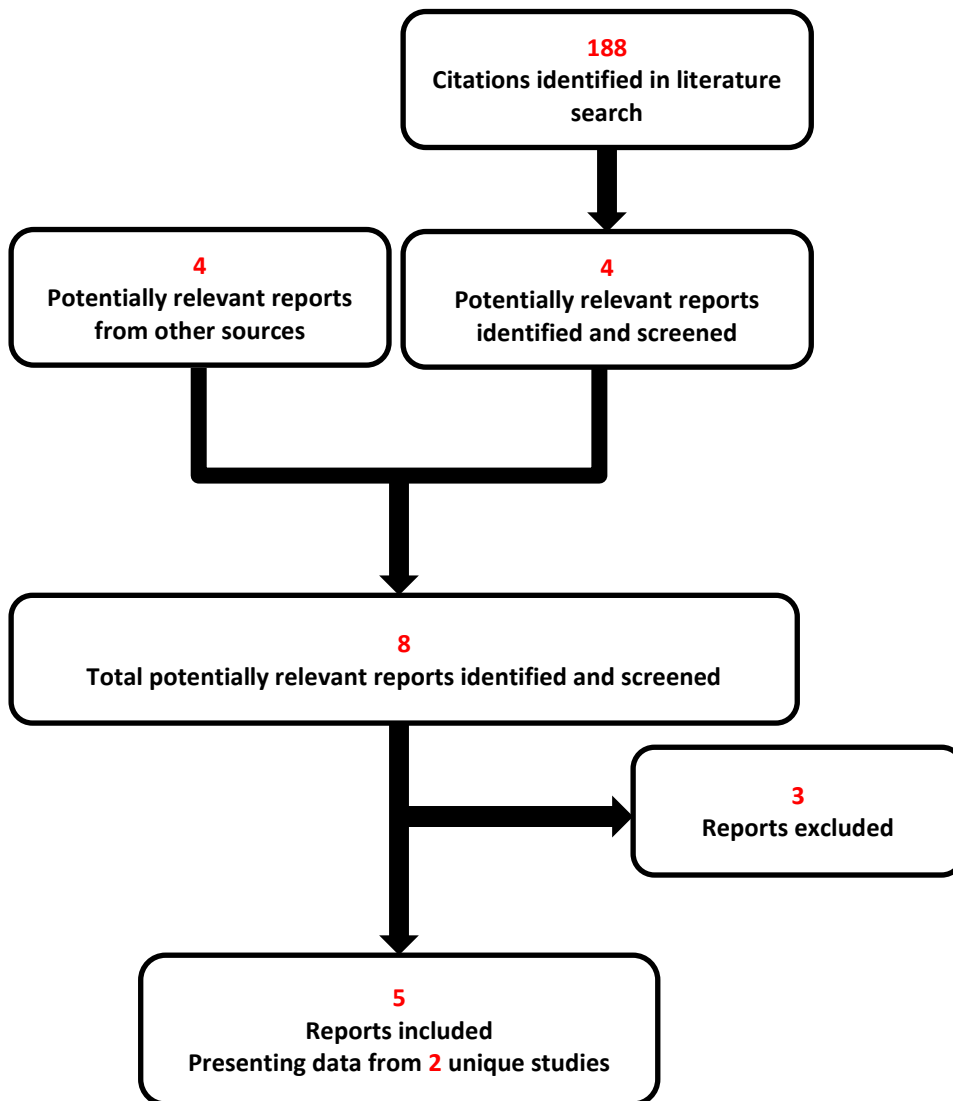 188
Citations identified in literature
search
4
Potentially relevant reports
from other sources
4
Potentially relevant reports
identified and screened
8
Total potentially relevant reports identified and screened
3
Reports excluded
5
Reports included
Presenting data from 2 unique studies